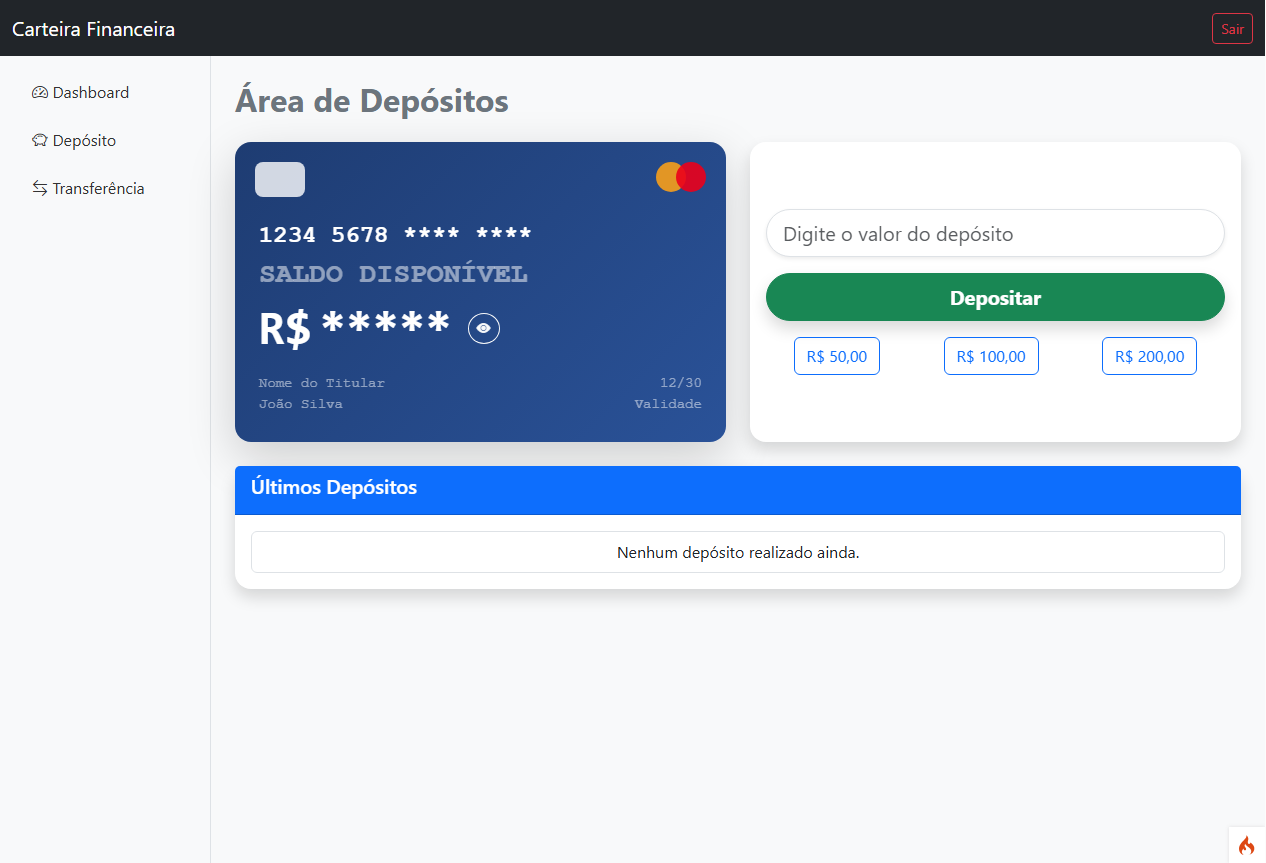 Carteira Financeira
Sair
Dashboard
Depósito
Transferência
Área de Depósitos
1234 5678 **** ****
SALDO DISPONÍVEL
R$ *****
Nome do Titular
João Silva
12/30
Validade
Digite o valor do depósito
Depositar
R$ 50,00
R$ 100,00
R$ 200,00
Últimos Depósitos
Nenhum depósito realizado ainda.